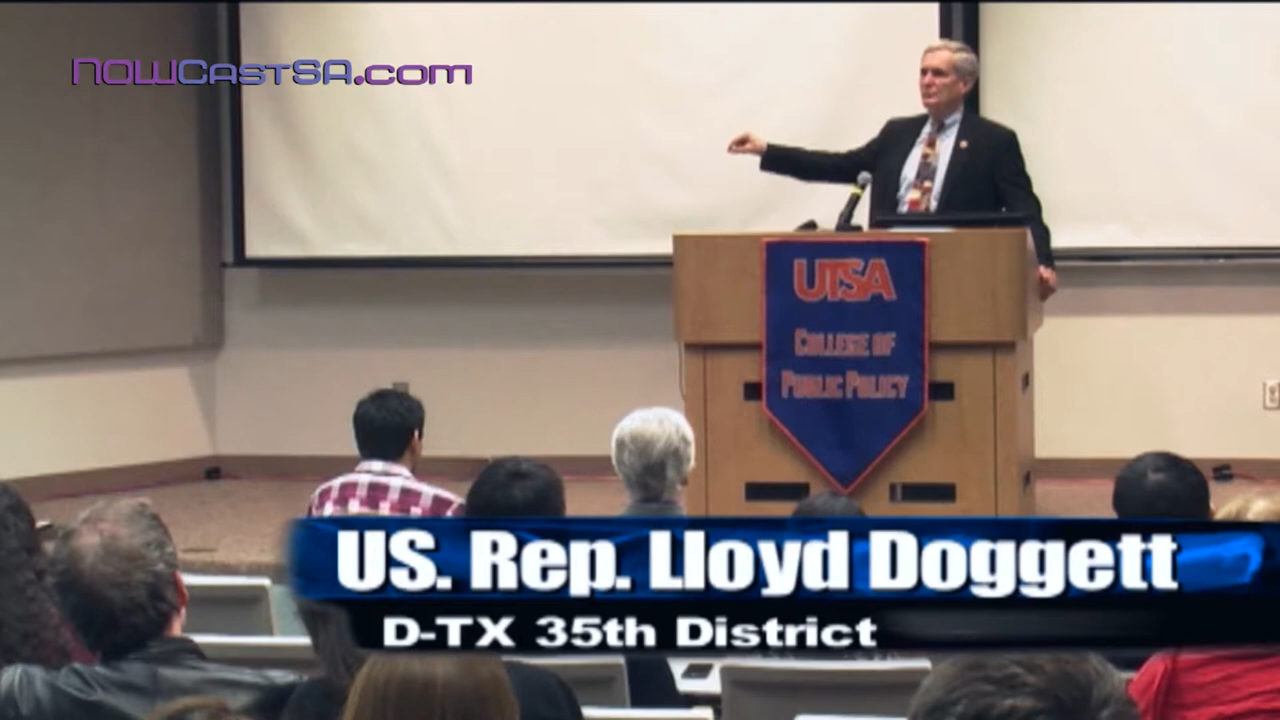 NOWCastSA.com
UTSA
COLLEGE OF
PUBLIC POLICY
US. Rep. Lloyd Doggett
D-TX 35th District